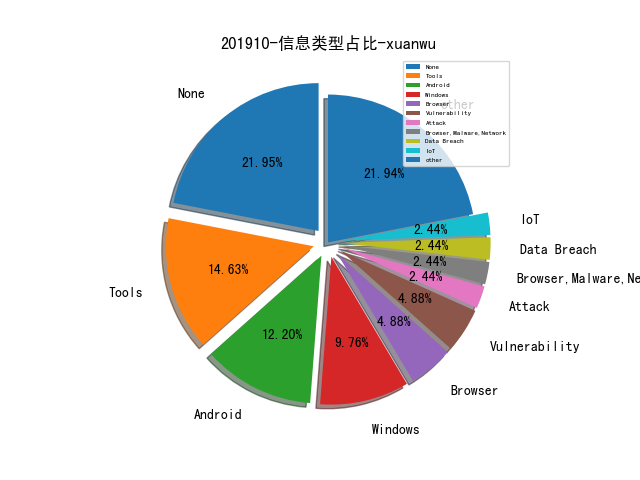 201910-信息类型占比-xuanwu
None
Tools
Android
Windows
Browser
Vulnerability
Attack
Browser,Malware,Network
Data Breach
IoT
other
other
None
21.95%
21.94%
IoT
2.44%
Data Breach
2.44%
Browser,Malware,Ne
2.44%
Attack
2.44%
Tools
14.63%
Vulnerability
4.88%
Browser
4.88%
Android
12.20%
Windows
9.76%